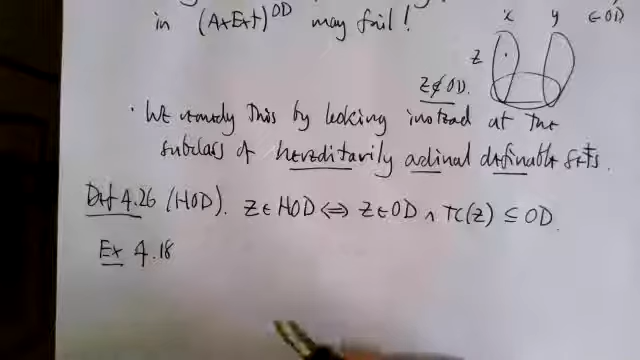 in (AxExt)^OD may fail!
x y ∈ OD
z
z ∉ OD.
· We remedy this by looking instead at the
subclass of hereditarily ordinal definable sets.
Def 4.26 (HOD). z ∈ HOD ⟺ z ∈ OD ∧ TC(z) ⊆ OD.
Ex 4.18